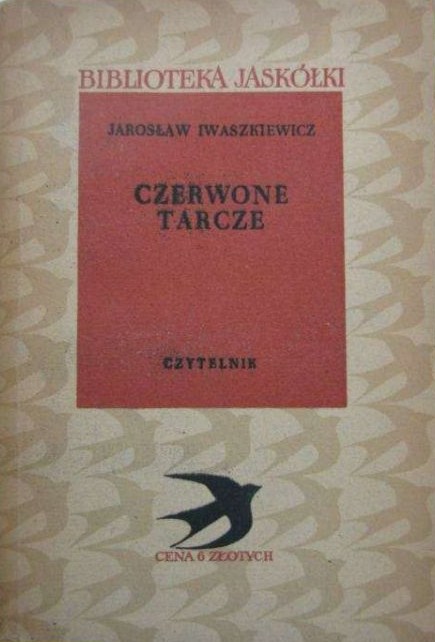 BIBLIOTEKA JASKÓŁKI
JAROSŁAW IWASZKIEWICZ
CZERWONE
TARCZE
CZYTELNIK
CENA 6 ZŁOTYCH